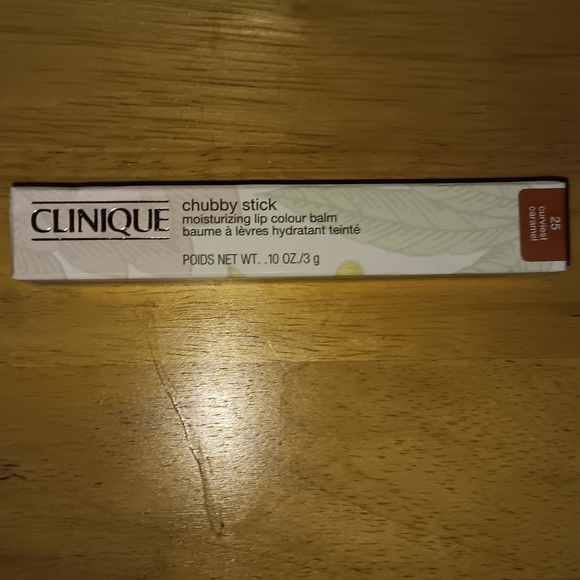 CLINIQUE
chubby stick
moisturizing lip colour balm
baume à lèvres hydratant teinté
POIDS NET WT. .10 OZ./3 g
25
curviest
caramel